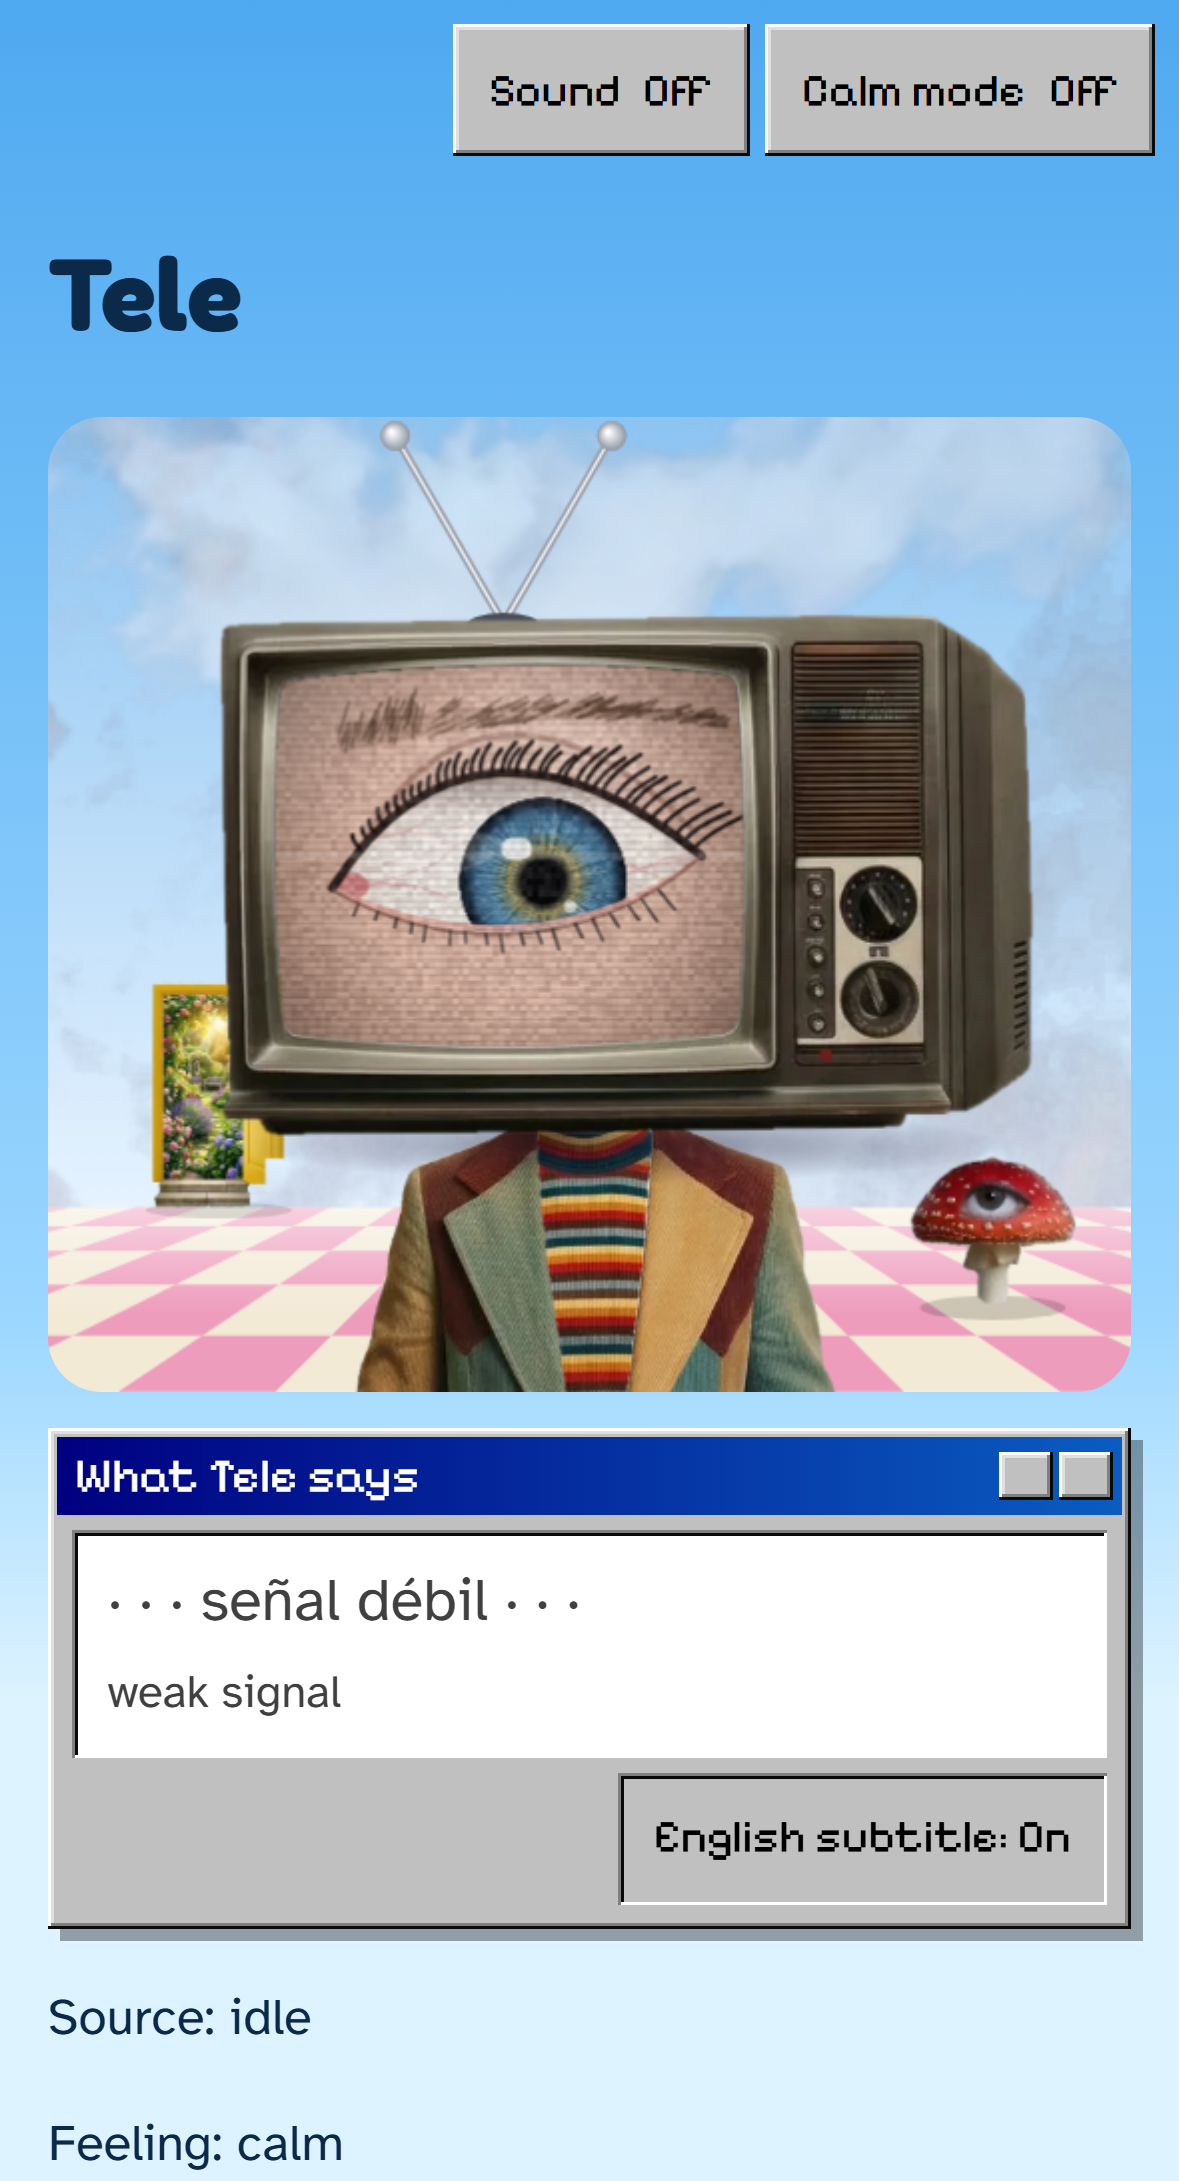 Sound Off
Calm mode Off
Tele
What Tele says
· · · señal débil · · ·
weak signal
English subtitle: On
Source: idle
Feeling: calm